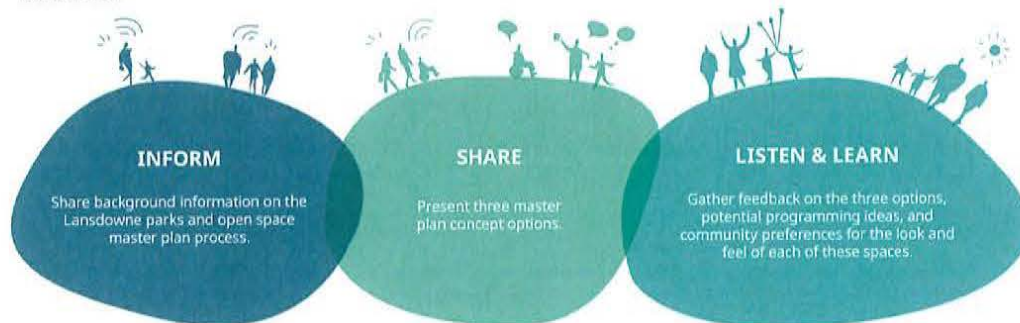 INFORM
Share background information on the
Lansdowne parks and open space
master plan process.
SHARE
Present three master
plan concept options.
LISTEN & LEARN
Gather feedback on the three options,
potential programming ideas, and
community preferences for the look and
feel of each of these spaces.